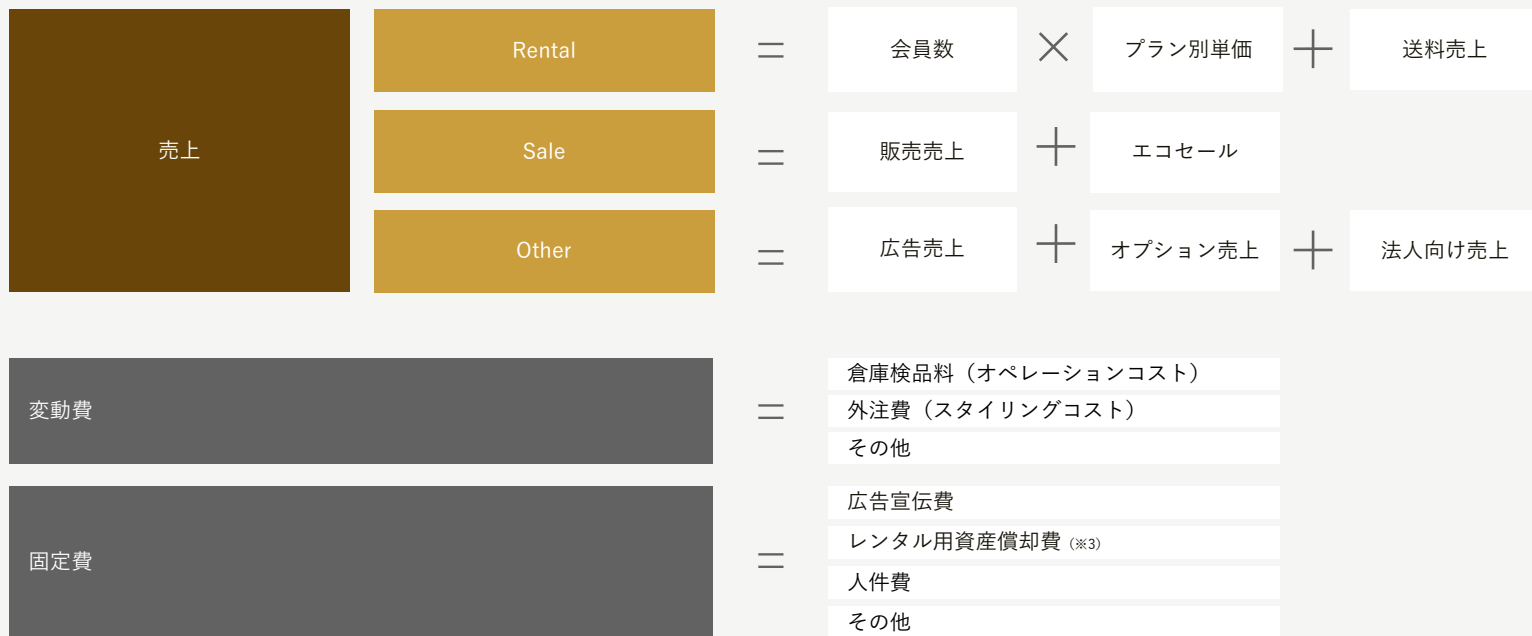 売上
Rental = 会員数 × プラン別単価 + 送料売上
Sale = 販売売上 + エコセール
Other = 広告売上 + オプション売上 + 法人向け売上
変動費 =
倉庫検品料（オペレーションコスト）
外注費（スタイリングコスト）
その他
固定費 =
広告宣伝費
レンタル用資産償却費（※3）
人件費
その他